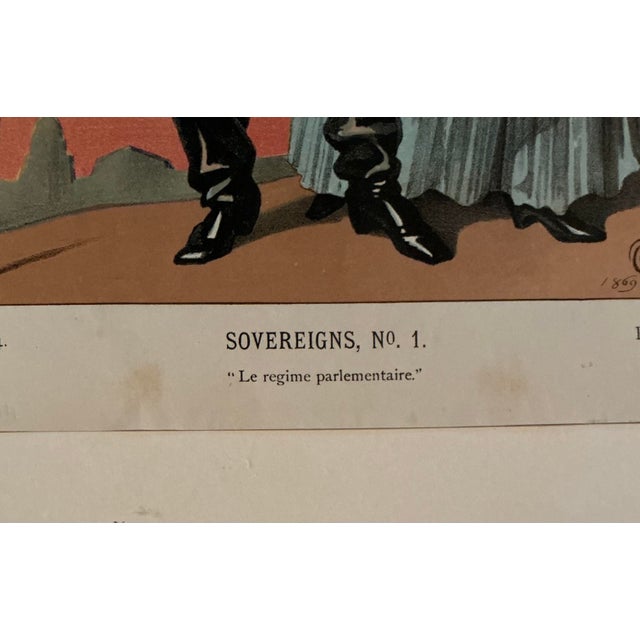 1869
SOVEREIGNS, No. 1.
"Le regime parlementaire."